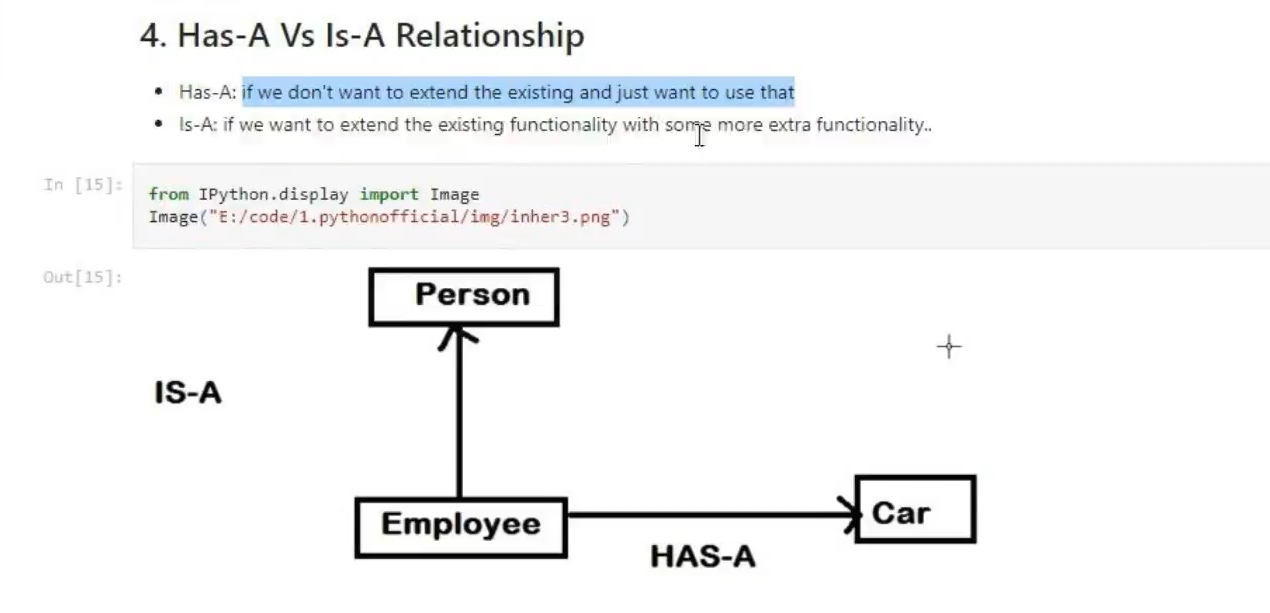 4. Has-A Vs Is-A Relationship
• Has-A: if we don't want to extend the existing and just want to use that
• Is-A: if we want to extend the existing functionality with some more extra functionality..
In [15]:
from IPython.display import Image
Image("E:/code/1.pythonofficial/img/inher3.png")
Out[15]:
Person
IS-A
Employee
Car
HAS-A